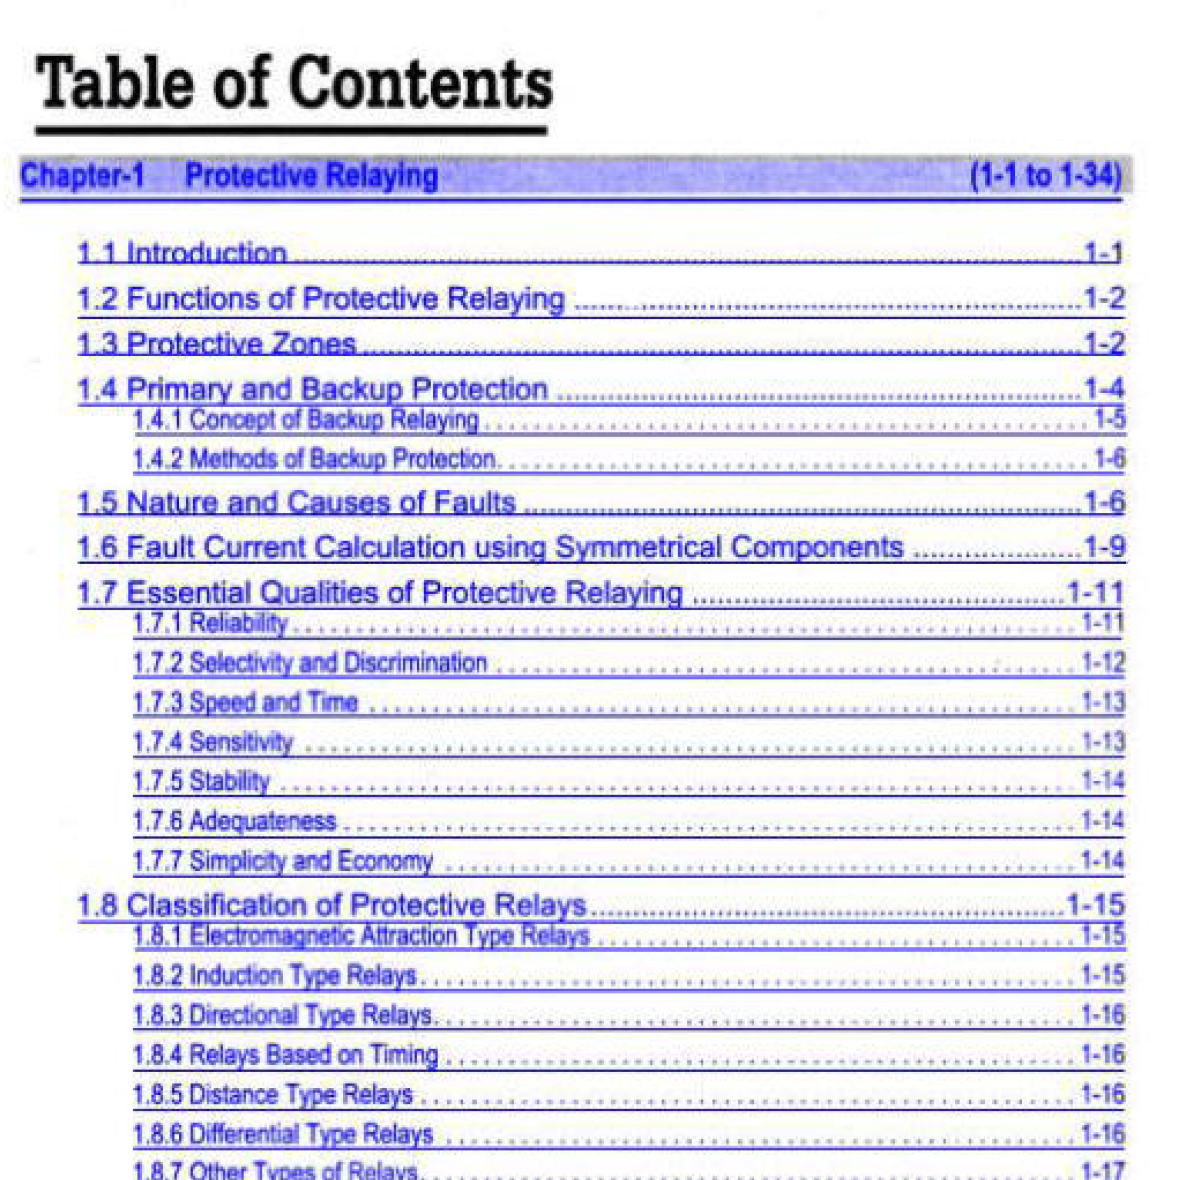 Table of Contents
Chapter-1 Protective Relaying (1-1 to 1-34)
1.1 Introduction ........ 1-1
1.2 Functions of Protective Relaying ........ 1-2
1.3 Protective Zones ........ 1-2
1.4 Primary and Backup Protection ........ 1-4
1.4.1 Concept of Backup Relaying ........ 1-5
1.4.2 Methods of Backup Protection ........ 1-6
1.5 Nature and Causes of Faults ........ 1-6
1.6 Fault Current Calculation using Symmetrical Components ........ 1-9
1.7 Essential Qualities of Protective Relaying ........ 1-11
1.7.1 Reliability ........ 1-11
1.7.2 Selectivity and Discrimination ........ 1-12
1.7.3 Speed and Time ........ 1-13
1.7.4 Sensitivity ........ 1-13
1.7.5 Stability ........ 1-14
1.7.6 Adequateness ........ 1-14
1.7.7 Simplicity and Economy ........ 1-14
1.8 Classification of Protective Relays ........ 1-15
1.8.1 Electromagnetic Attraction Type Relays ........ 1-15
1.8.2 Induction Type Relays ........ 1-15
1.8.3 Directional Type Relays ........ 1-16
1.8.4 Relays Based on Timing ........ 1-16
1.8.5 Distance Type Relays ........ 1-16
1.8.6 Differential Type Relays ........ 1-16
1.8.7 Other Types of Relays ........ 1-17